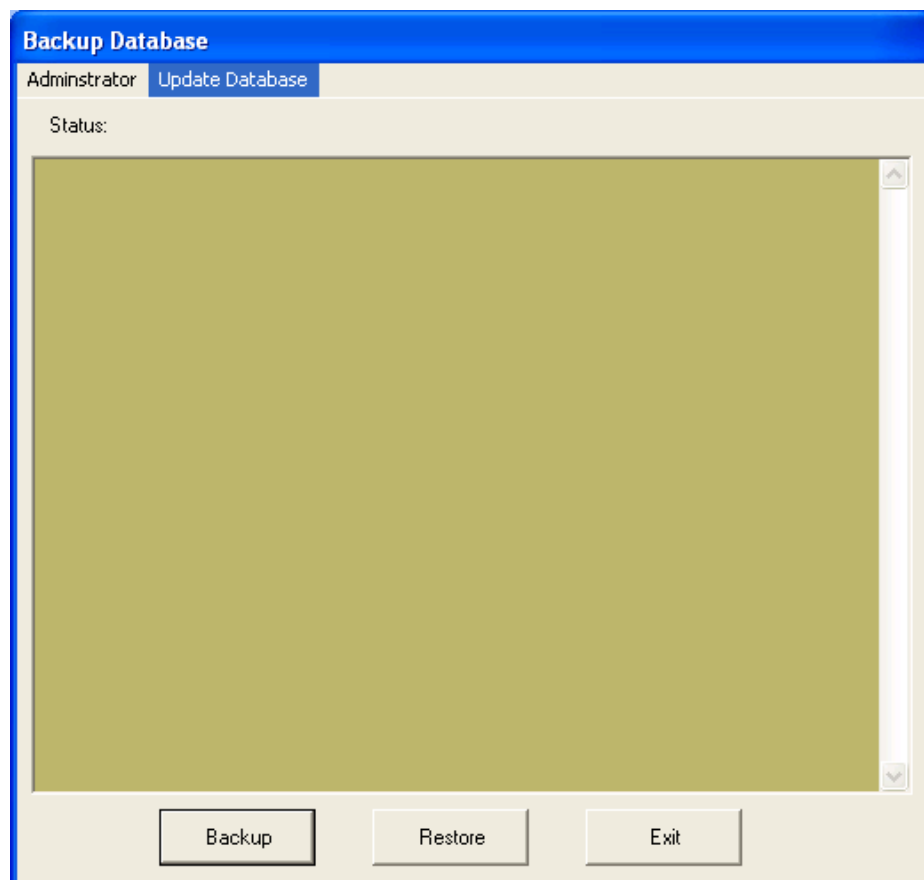 Backup Database
Adminstrator Update Database
Status:
Backup Restore Exit